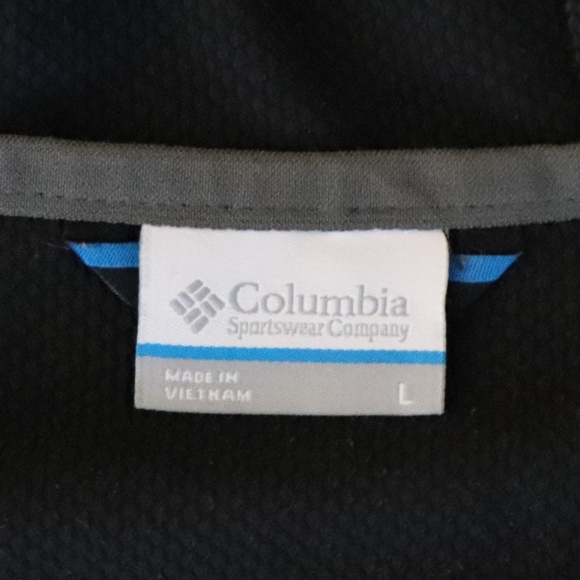 Columbia
Sportswear Company
MADE IN
VIETNAM
L